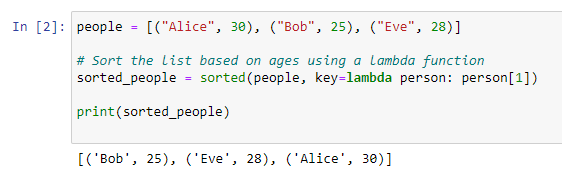 In [2]: people = [("Alice", 30), ("Bob", 25), ("Eve", 28)]
# Sort the list based on ages using a lambda function
sorted_people = sorted(people, key=lambda person: person[1])
print(sorted_people)
[('Bob', 25), ('Eve', 28), ('Alice', 30)]